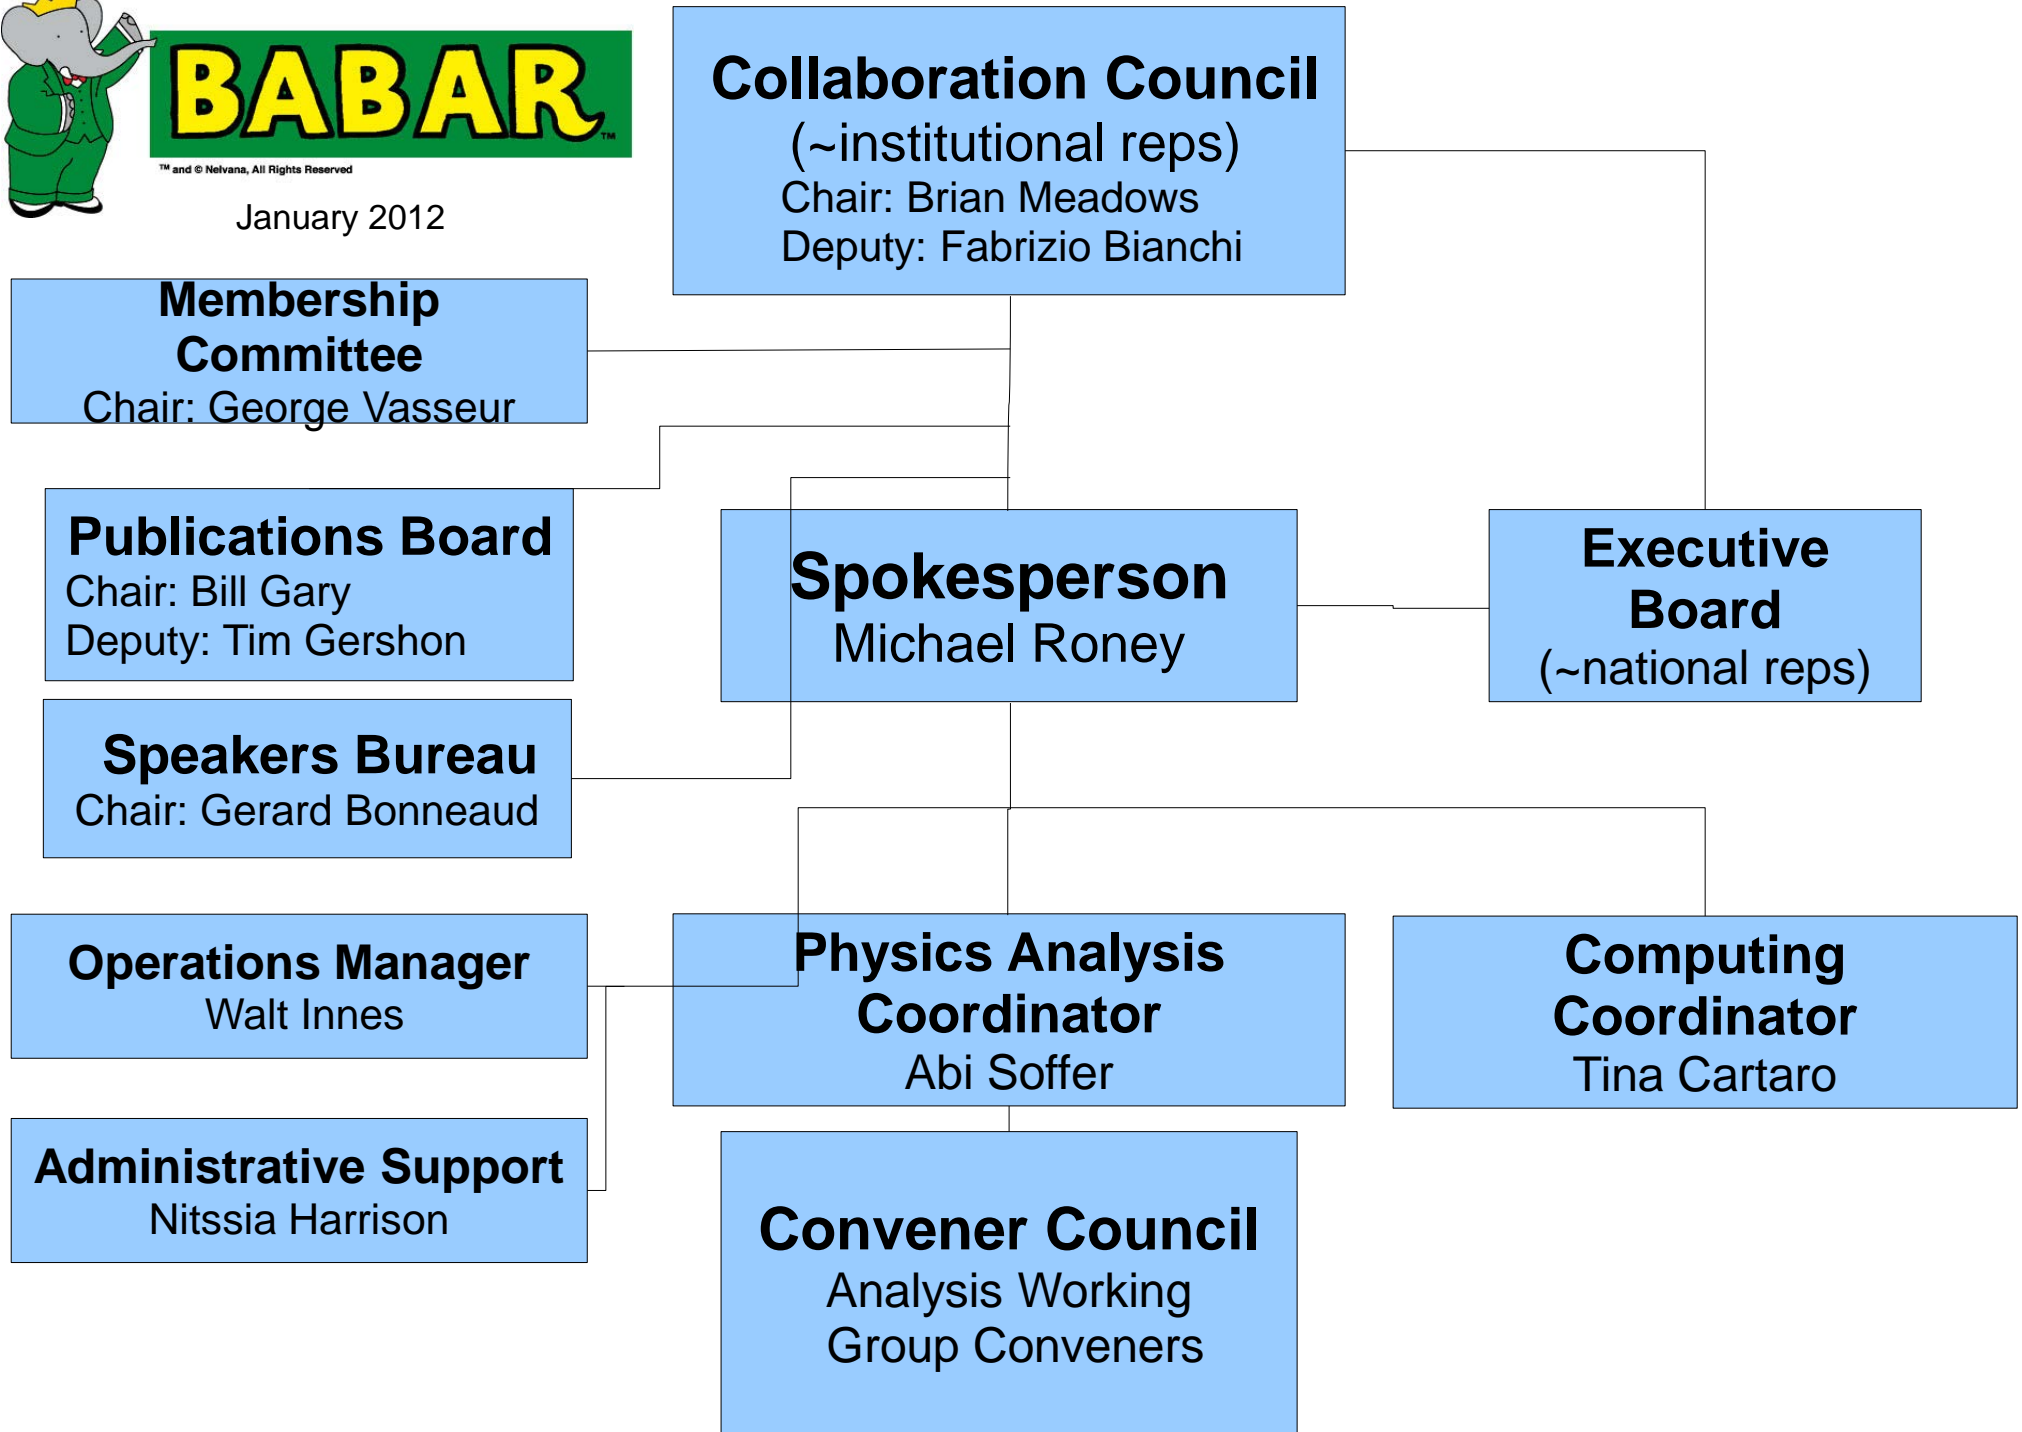 BABAR™
™ and © Nelvana, All Rights Reserved
January 2012
Collaboration Council
(~institutional reps)
Chair: Brian Meadows
Deputy: Fabrizio Bianchi
Membership
Committee
Chair: George Vasseur
Publications Board
Chair: Bill Gary
Deputy: Tim Gershon
Spokesperson
Michael Roney
Executive
Board
(~national reps)
Speakers Bureau
Chair: Gerard Bonneaud
Operations Manager
Walt Innes
Physics Analysis
Coordinator
Abi Soffer
Computing
Coordinator
Tina Cartaro
Administrative Support
Nitssia Harrison
Convener Council
Analysis Working
Group Conveners